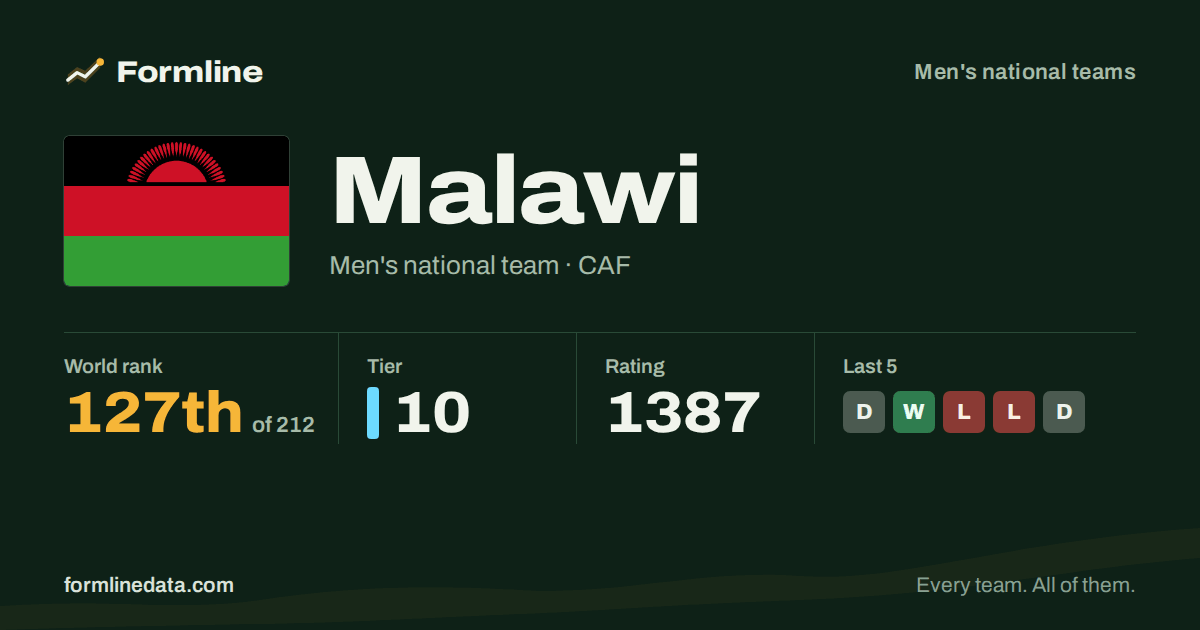 Formline
Men's national teams
Malawi
Men's national team · CAF
World rank
127th of 212
Tier
10
Rating
1387
Last 5
D W L L D
formlinedata.com
Every team. All of them.